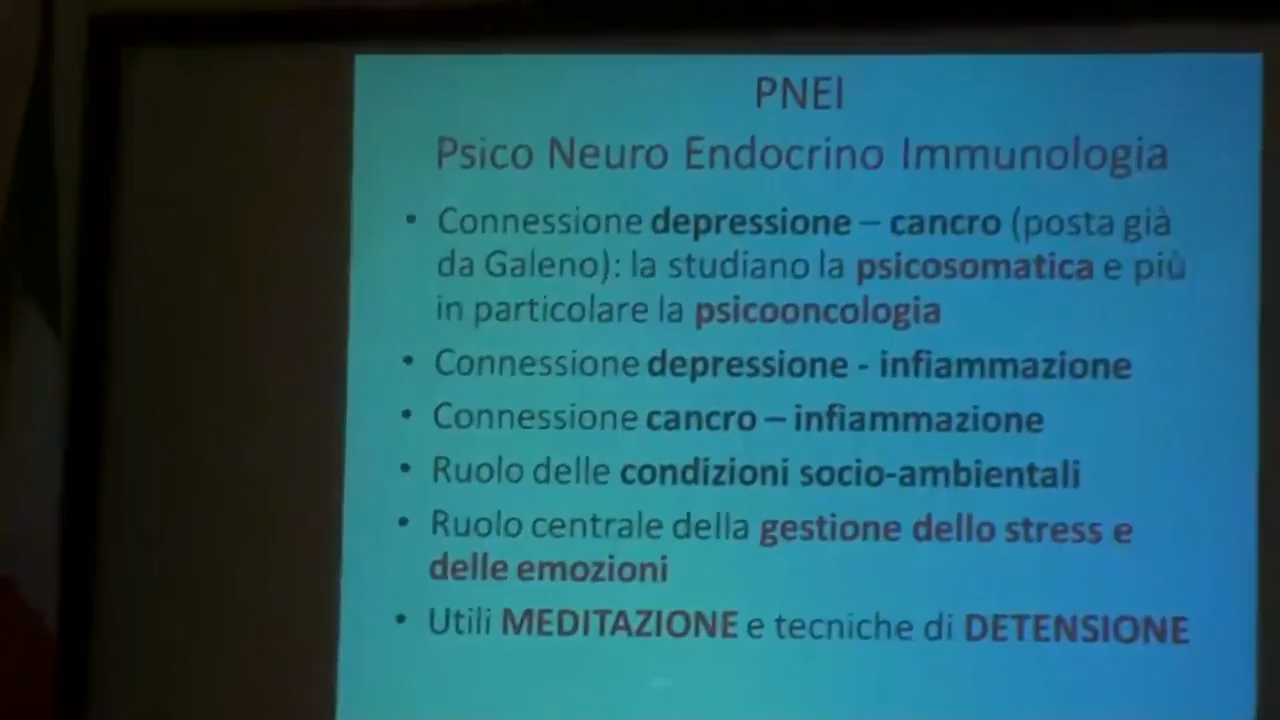 PNEI
Psico Neuro Endocrino Immunologia
• Connessione depressione – cancro (posta già
da Galeno): la studiano la psicosomatica e più
in particolare la psicooncologia
• Connessione depressione - infiammazione
• Connessione cancro – infiammazione
• Ruolo delle condizioni socio-ambientali
• Ruolo centrale della gestione dello stress e
delle emozioni
• Utili MEDITAZIONE e tecniche di DETENSIONE